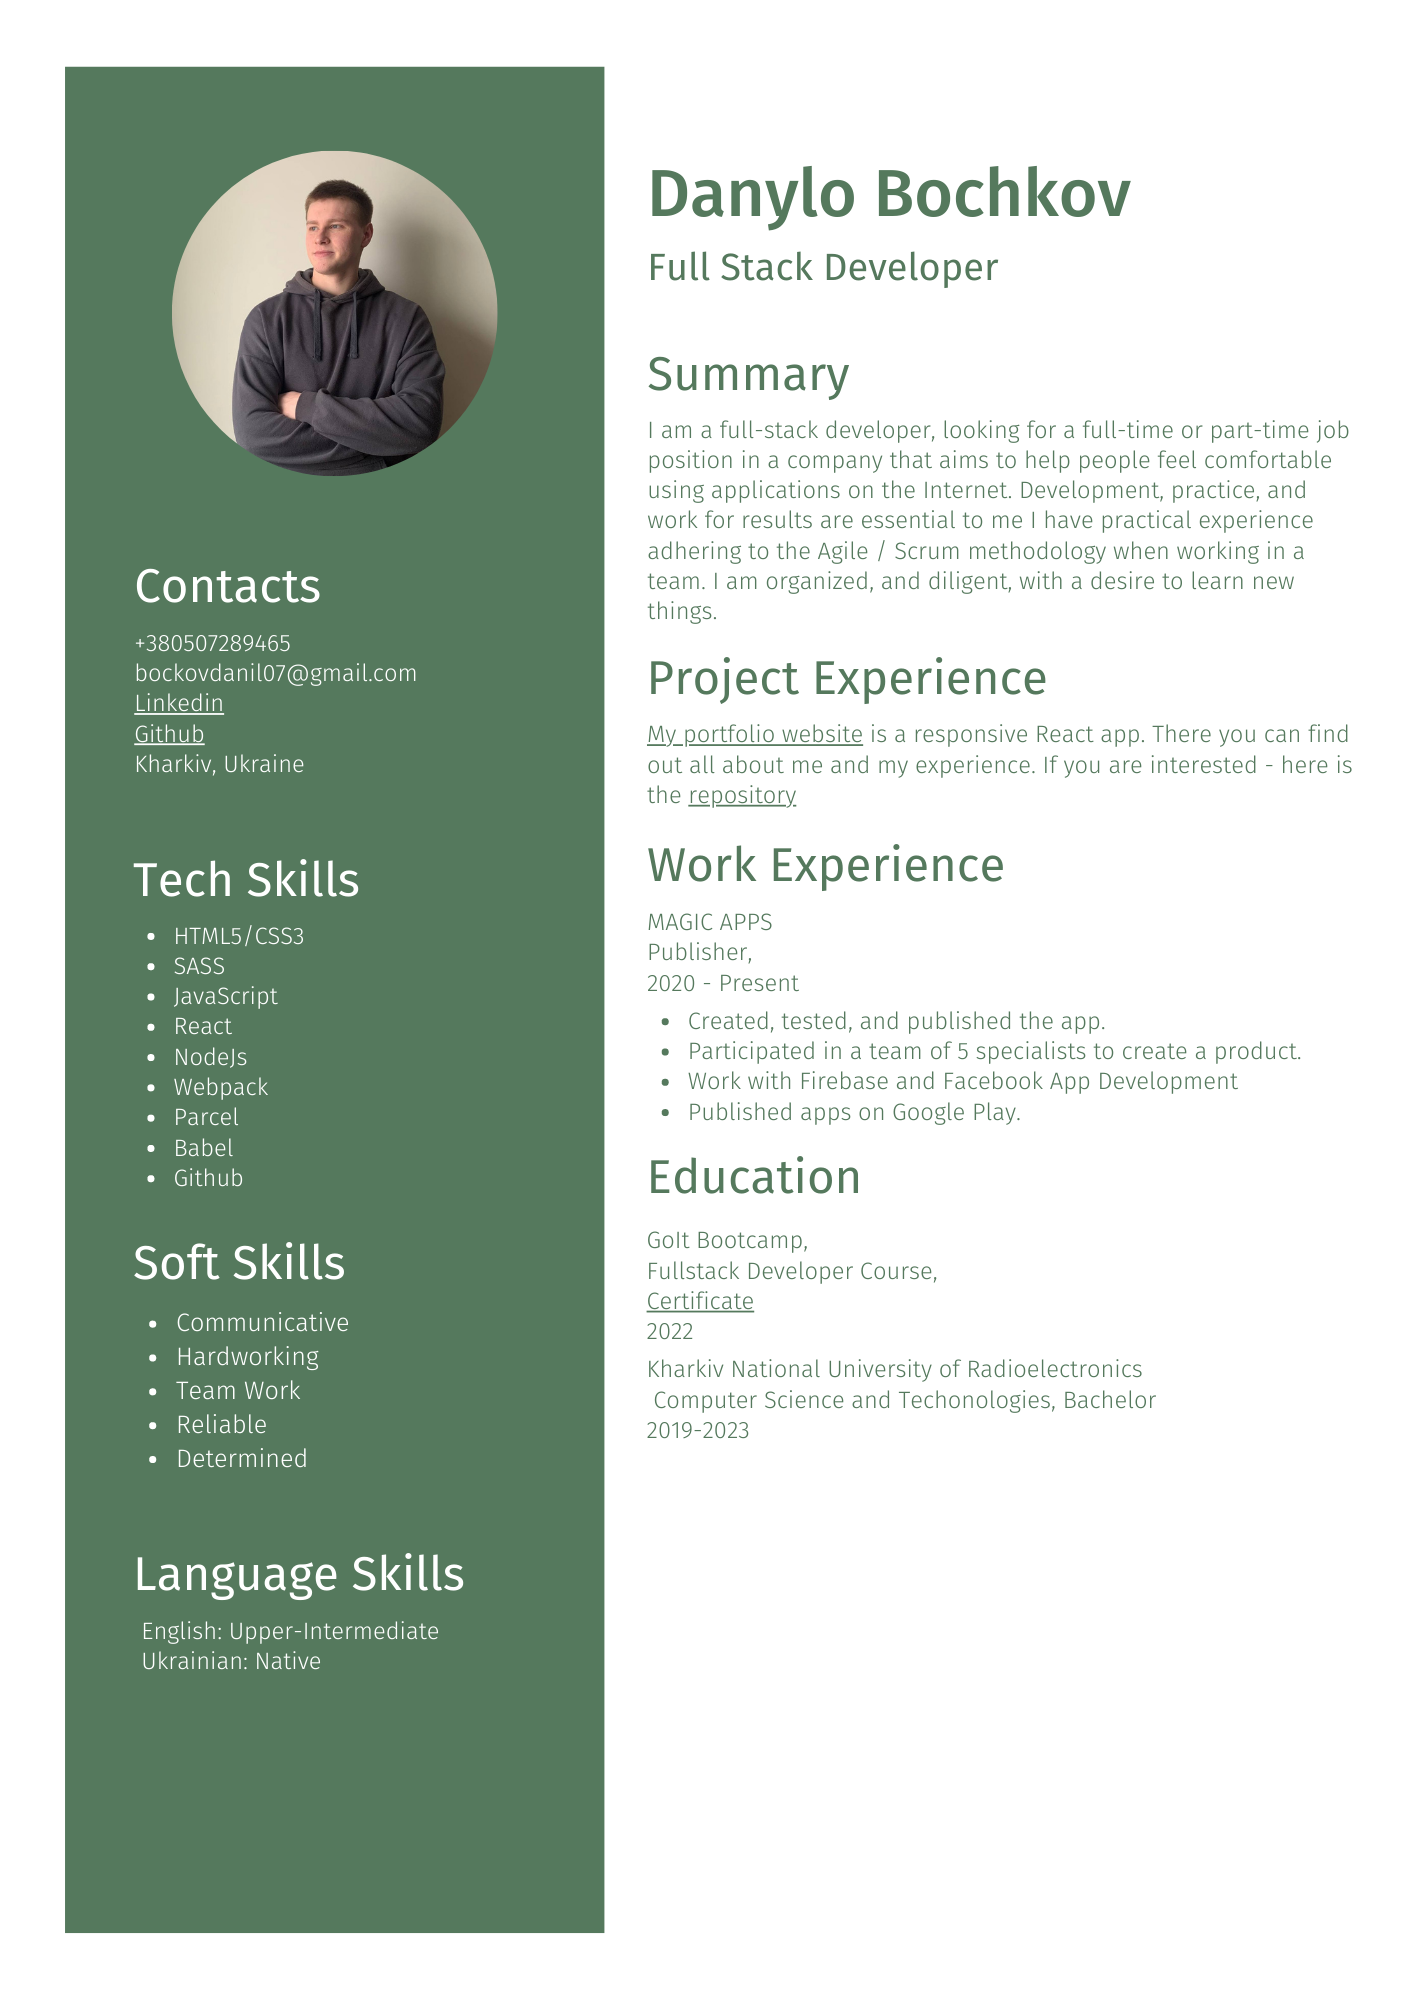 Contacts
+380507289465
bockovdanil07@gmail.com
Linkedin
Github
Kharkiv, Ukraine
Tech Skills
• HTML5/CSS3
• SASS
• JavaScript
• React
• NodeJs
• Webpack
• Parcel
• Babel
• Github
Soft Skills
• Communicative
• Hardworking
• Team Work
• Reliable
• Determined
Language Skills
English: Upper-Intermediate
Ukrainian: Native
Danylo Bochkov
Full Stack Developer
Summary
I am a full-stack developer, looking for a full-time or part-time job
position in a company that aims to help people feel comfortable
using applications on the Internet. Development, practice, and
work for results are essential to me I have practical experience
adhering to the Agile / Scrum methodology when working in a
team. I am organized, and diligent, with a desire to learn new
things.
Project Experience
My portfolio website is a responsive React app. There you can find
out all about me and my experience. If you are interested - here is
the repository
Work Experience
MAGIC APPS
Publisher,
2020 - Present
• Created, tested, and published the app.
• Participated in a team of 5 specialists to create a product.
• Work with Firebase and Facebook App Development
• Published apps on Google Play.
Education
GoIt Bootcamp,
Fullstack Developer Course,
Certificate
2022
Kharkiv National University of Radioelectronics
Computer Science and Techonologies, Bachelor
2019-2023